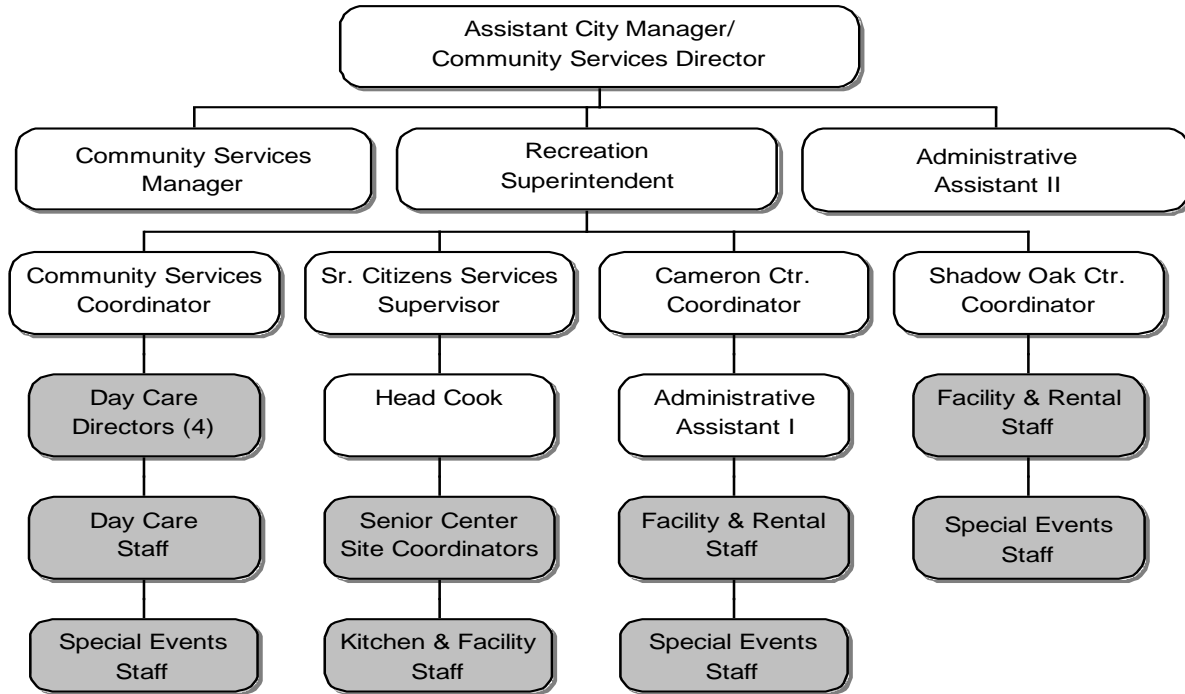 Assistant City Manager/
Community Services Director
Community Services
Manager
Recreation
Superintendent
Administrative
Assistant II
Community Services
Coordinator
Sr. Citizens Services
Supervisor
Cameron Ctr.
Coordinator
Shadow Oak Ctr.
Coordinator
Day Care
Directors (4)
Head Cook
Administrative
Assistant I
Facility & Rental
Staff
Day Care
Staff
Senior Center
Site Coordinators
Facility & Rental
Staff
Special Events
Staff
Special Events
Staff
Kitchen & Facility
Staff
Special Events
Staff